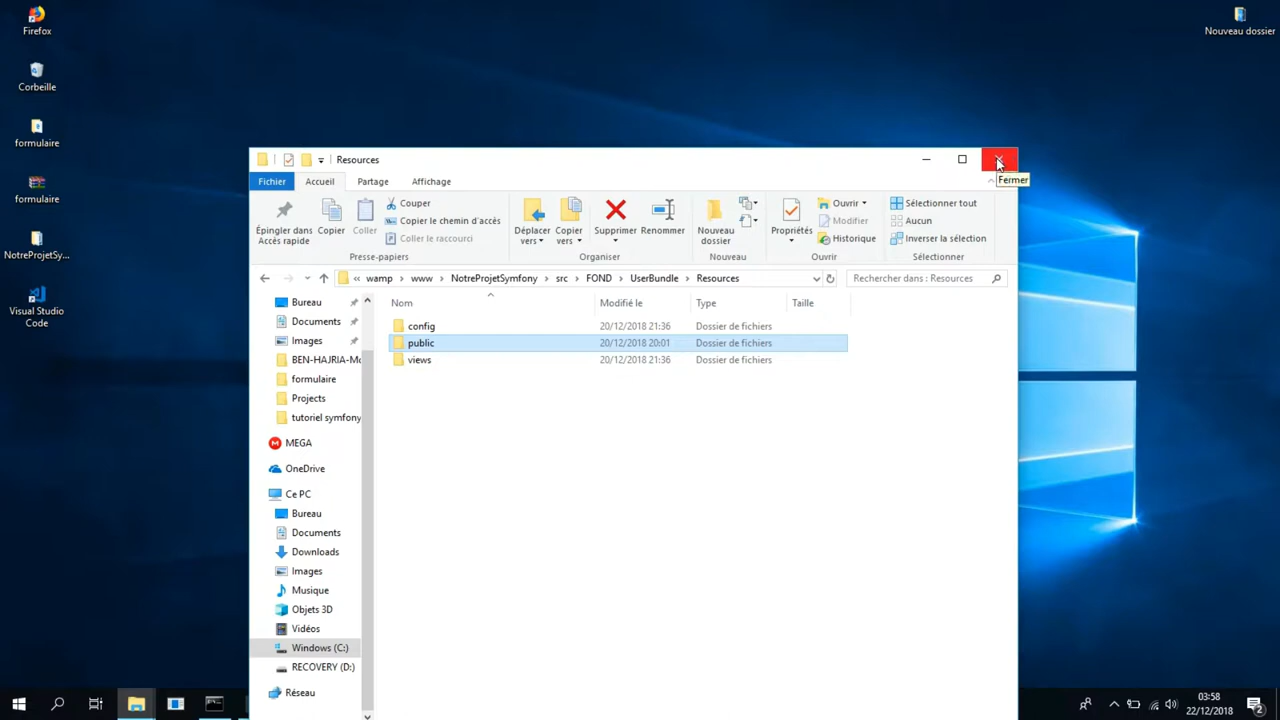 Firefox
Corbeille
formulaire
formulaire
NotreProjetSy...
Visual Studio
Code
Nouveau dossier
Resources
Fermer
Fichier
Accueil
Partage
Affichage
Épingler dans
Accès rapide
Copier
Coller
Couper
Copier le chemin d'accès
Coller le raccourci
Presse-papiers
Déplacer
vers
Copier
vers
Supprimer
Renommer
Organiser
Nouveau
dossier
Nouveau
Propriétés
Ouvrir
Modifier
Historique
Ouvrir
Sélectionner tout
Aucun
Inverser la sélection
Sélectionner
« wamp › www › NotreProjetSymfony › src › FOND › UserBundle › Resources
Rechercher dans : Resources
Nom Modifié le Type Taille
config 20/12/2018 21:36 Dossier de fichiers
public 20/12/2018 20:01 Dossier de fichiers
views 20/12/2018 21:36 Dossier de fichiers
Bureau
Documents
Images
BEN-HAJRIA-Mo
formulaire
Projects
tutoriel symfony
MEGA
OneDrive
Ce PC
Bureau
Documents
Downloads
Images
Musique
Objets 3D
Vidéos
Windows (C:)
RECOVERY (D:)
Réseau
03:58
22/12/2018
2